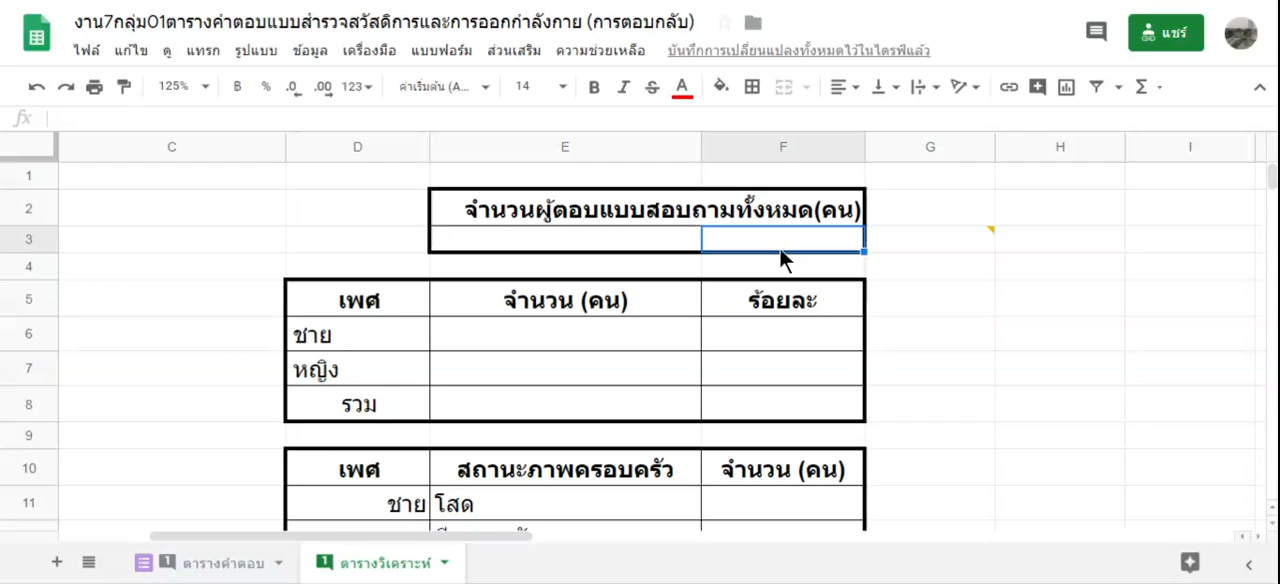 งาน7กลุ่ม01ตารางคำตอบแบบสำรวจสวัสดิการและการออกกำลังกาย (การตอบกลับ)
ไฟล์ แก้ไข ดู แทรก รูปแบบ ข้อมูล เครื่องมือ แบบฟอร์ม ส่วนเสริม ความช่วยเหลือ บันทึกการเปลี่ยนแปลงทั้งหมดไว้ในไดรฟ์แล้ว
แชร์
125% B % .0 .00 123 ค่าเริ่มต้น (A... 14 B I S A Σ
fx
C D E F G H I
1
2 จำนวนผู้ตอบแบบสอบถามทั้งหมด(คน)
3
4
5 เพศ จำนวน (คน) ร้อยละ
6 ชาย
7 หญิง
8 รวม
9
10 เพศ สถานะภาพครอบครัว จำนวน (คน)
11 ชาย โสด
+ 1 ตารางคำตอบ 1 ตารางวิเคราะห์